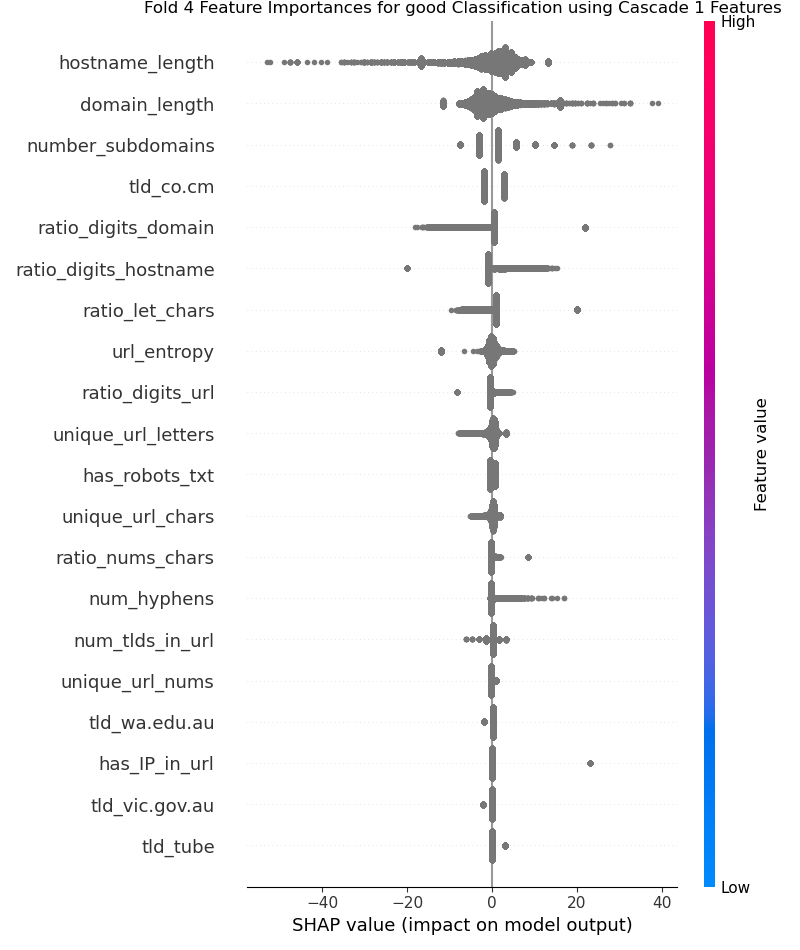 Fold 4 Feature Importances for good Classification using Cascade 1 Features
High
hostname_length
domain_length
number_subdomains
tld_co.cm
ratio_digits_domain
ratio_digits_hostname
ratio_let_chars
url_entropy
ratio_digits_url
unique_url_letters
has_robots_txt
unique_url_chars
ratio_nums_chars
num_hyphens
num_tlds_in_url
unique_url_nums
tld_wa.edu.au
has_IP_in_url
tld_vic.gov.au
tld_tube
Feature value
Low
−40 −20 0 20 40
SHAP value (impact on model output)